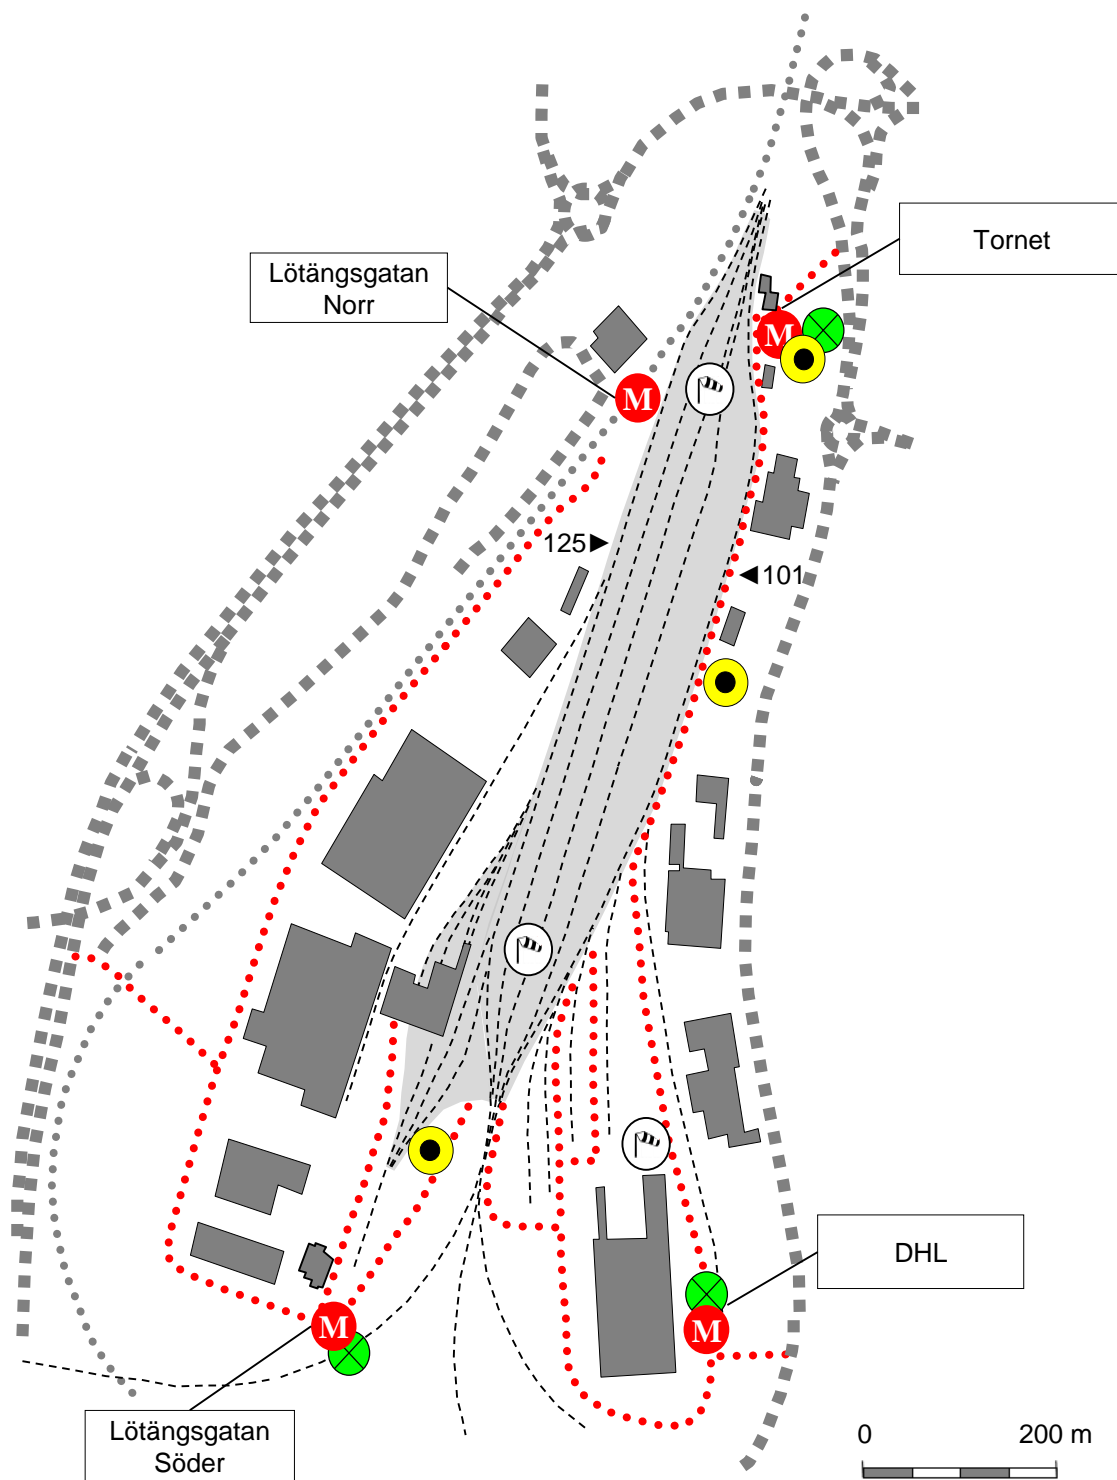 Tornet
Lötängsgatan
Norr
M
M
125
101
DHL
M
M
Lötängsgatan
Söder
0 200 m